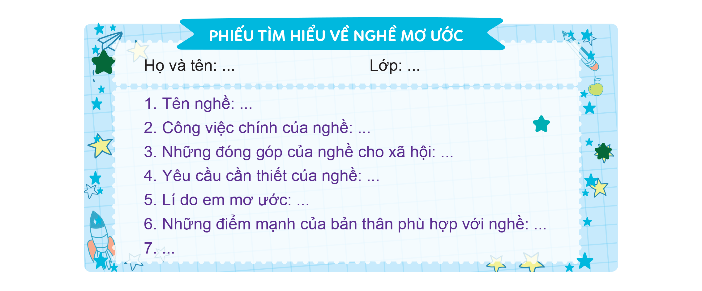 PHIẾU TÌM HIỂU VỀ NGHỀ MƠ ƯỚC
Họ và tên: ... Lớp: ...
1. Tên nghề: ...
2. Công việc chính của nghề: ...
3. Những đóng góp của nghề cho xã hội: ...
4. Yêu cầu cần thiết của nghề: ...
5. Lí do em mơ ước: ...
6. Những điểm mạnh của bản thân phù hợp với nghề: ...
7. ...